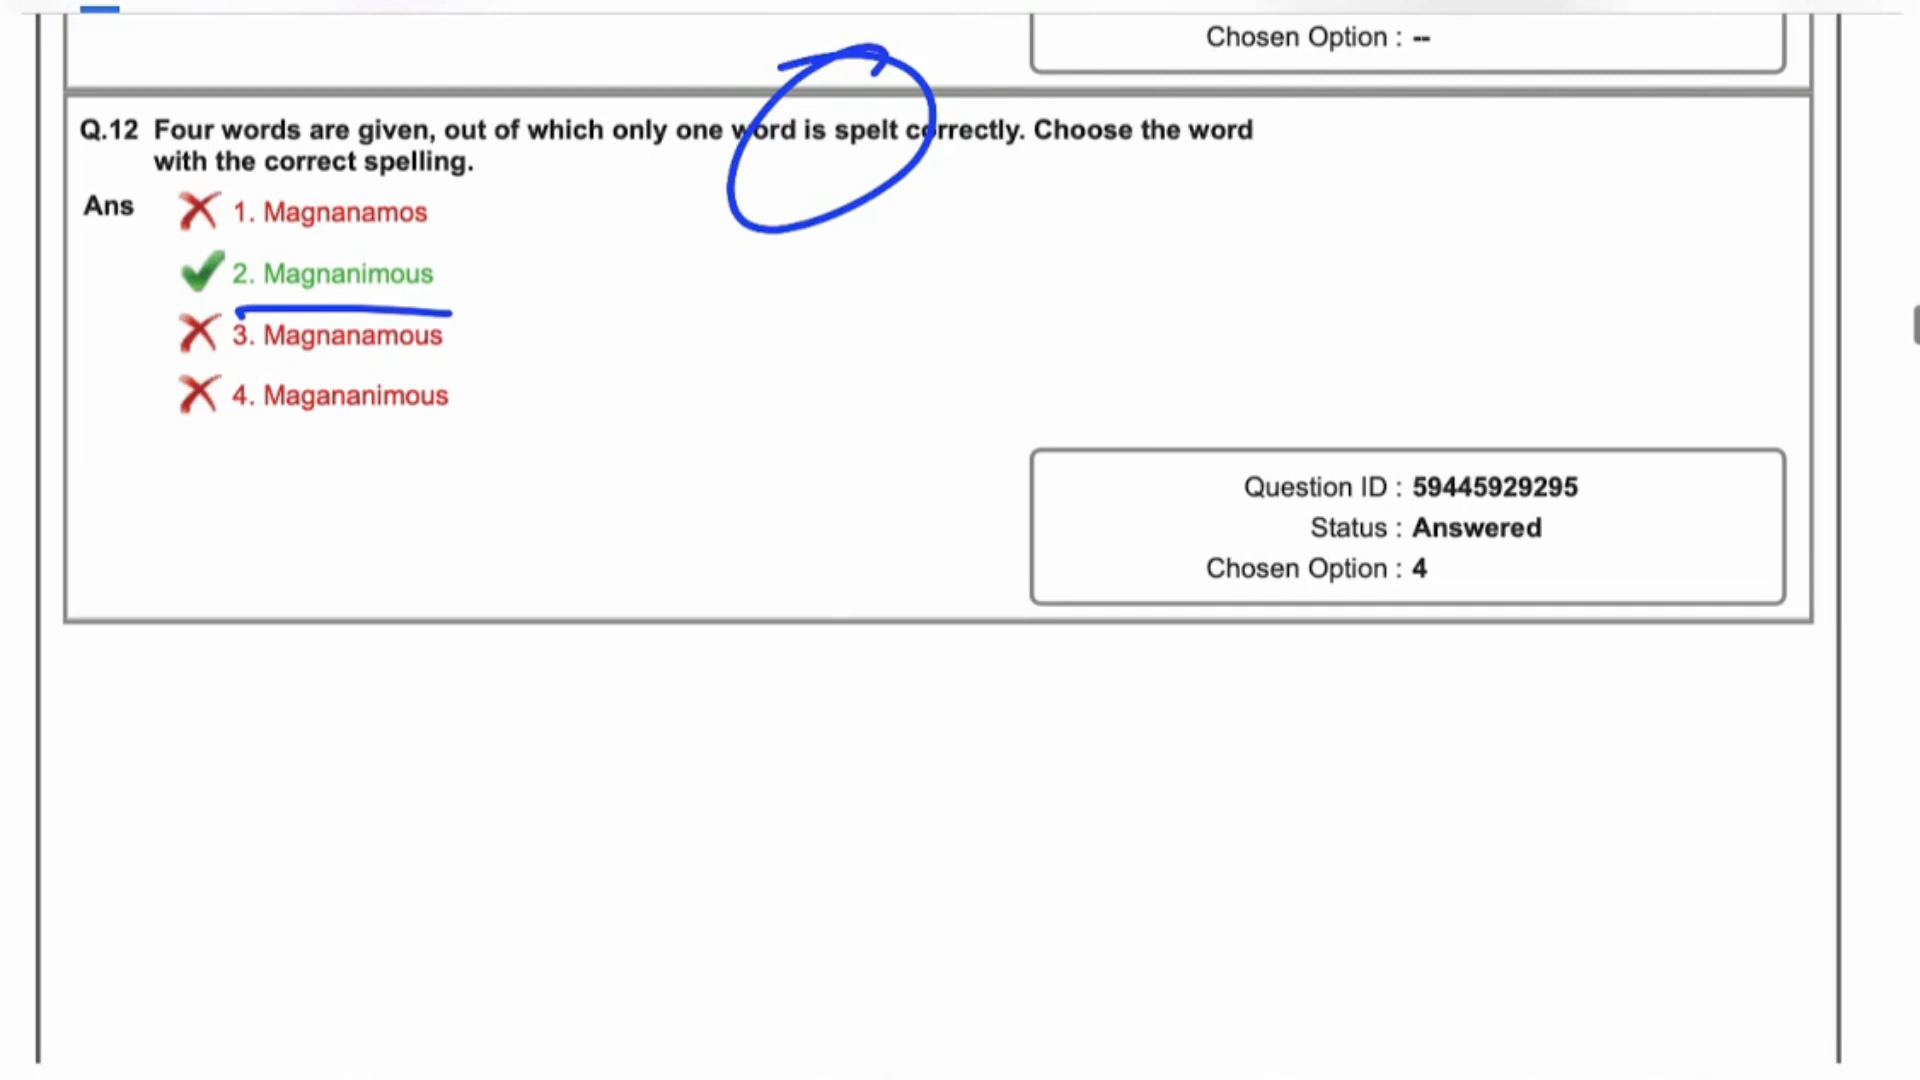 Chosen Option : --
Q.12 Four words are given, out of which only one word is spelt correctly. Choose the word
with the correct spelling.
Ans
1. Magnanamos
2. Magnanimous
3. Magnanamous
4. Magananimous
Question ID : 59445929295
Status : Answered
Chosen Option : 4